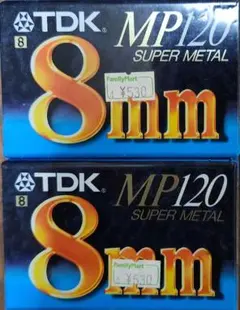 TDK MP120
8 SUPER METAL
8mm
FamilyMart
¥530
TDK MP120
8 SUPER METAL
8mm
FamilyMart
¥530